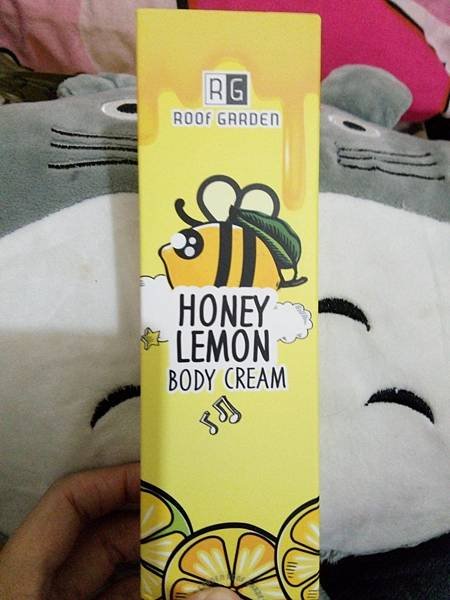 RG
ROOF GARDEN
HONEY
LEMON
BODY CREAM